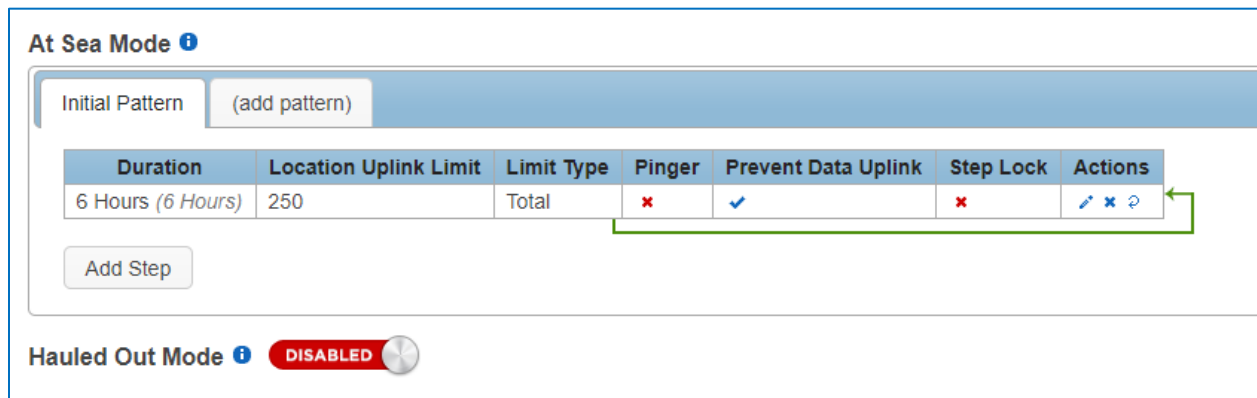 At Sea Mode
Initial Pattern (add pattern)
Duration Location Uplink Limit Limit Type Pinger Prevent Data Uplink Step Lock Actions
6 Hours (6 Hours) 250 Total
Add Step
Hauled Out Mode DISABLED